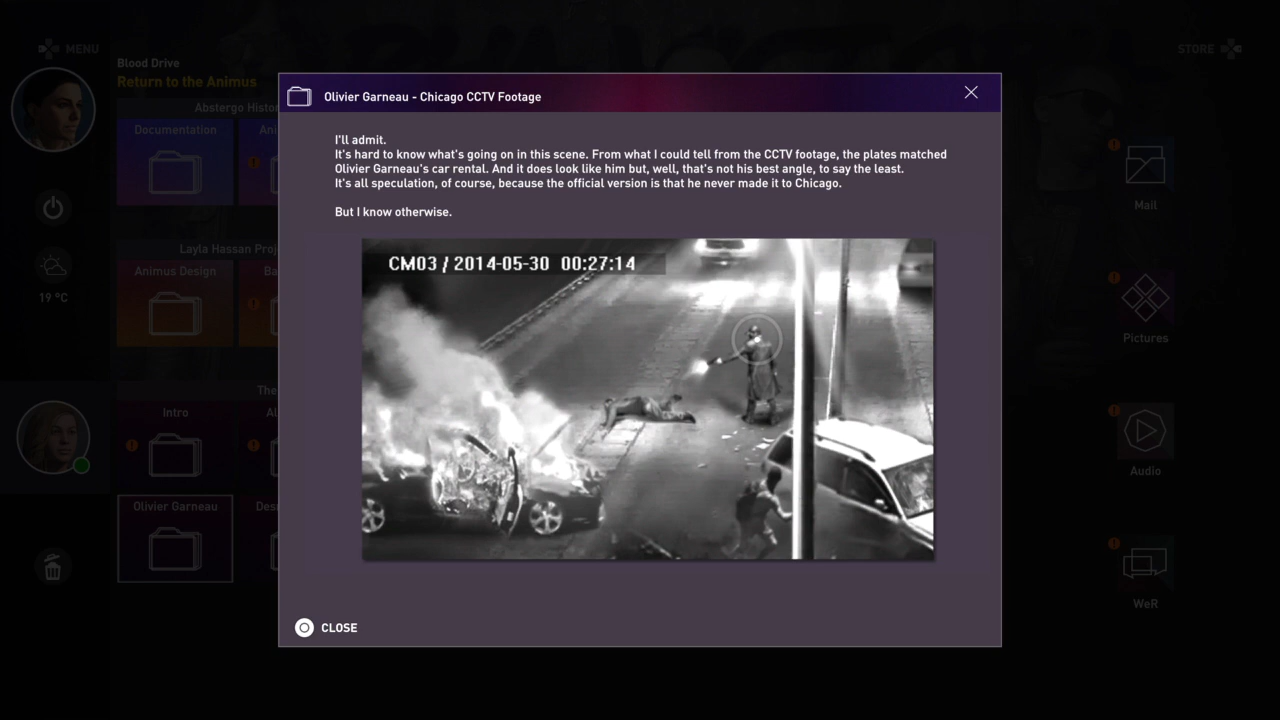 MENU
STORE
Blood Drive
Return to the Animus
Olivier Garneau - Chicago CCTV Footage
Abstergo Histor
Documentation
Ani
I'll admit.
It's hard to know what's going on in this scene. From what I could tell from the CCTV footage, the plates matched
Olivier Garneau's car rental. And it does look like him but, well, that's not his best angle, to say the least.
It's all speculation, of course, because the official version is that he never made it to Chicago.
But I know otherwise.
Mail
Layla Hassan Proj
CM03 / 2014-05-30 00:27:14
Animus Design
Ba
19 °C
Pictures
The
Intro
Al
Audio
Olivier Garneau
Des
WeR
CLOSE